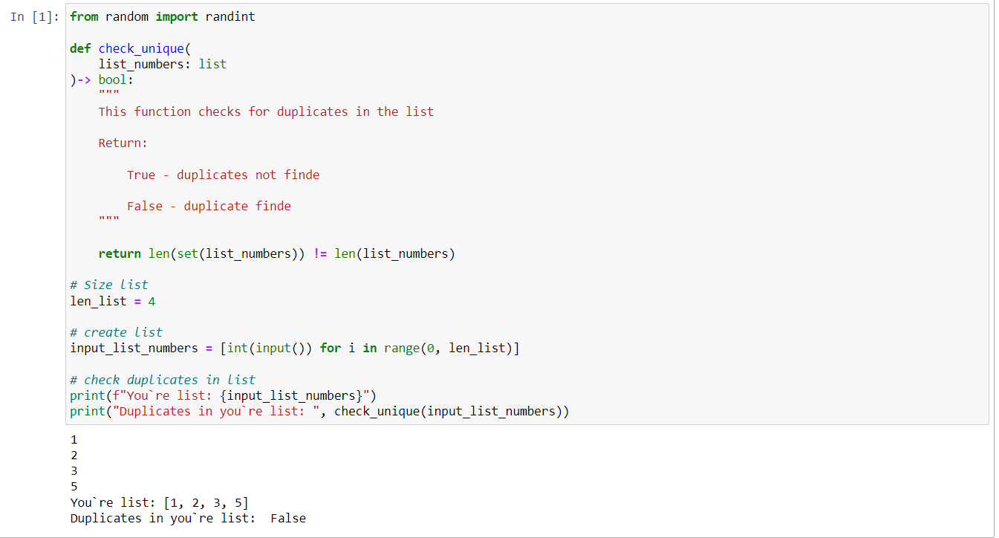 In [1]: from random import randint
def check_unique(
    list_numbers: list
)-> bool:
    """
    This function checks for duplicates in the list
    Return:
        True - duplicates not finde
        False - duplicate finde
    """
    return len(set(list_numbers)) != len(list_numbers)
# Size list
len_list = 4
# create list
input_list_numbers = [int(input()) for i in range(0, len_list)]
# check duplicates in list
print(f"You`re list: {input_list_numbers}")
print("Duplicates in you`re list: ", check_unique(input_list_numbers))
1
2
3
5
You`re list: [1, 2, 3, 5]
Duplicates in you`re list:  False